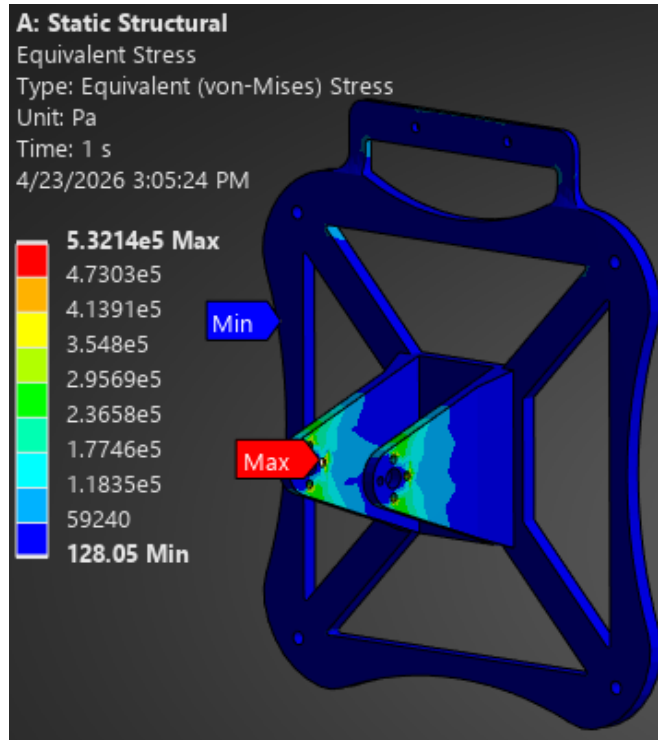 A: Static Structural
Equivalent Stress
Type: Equivalent (von-Mises) Stress
Unit: Pa
Time: 1 s
4/23/2026 3:05:24 PM
5.3214e5 Max
4.7303e5
4.1391e5
3.548e5
2.9569e5
2.3658e5
1.7746e5
1.1835e5
59240
128.05 Min
Min
Max